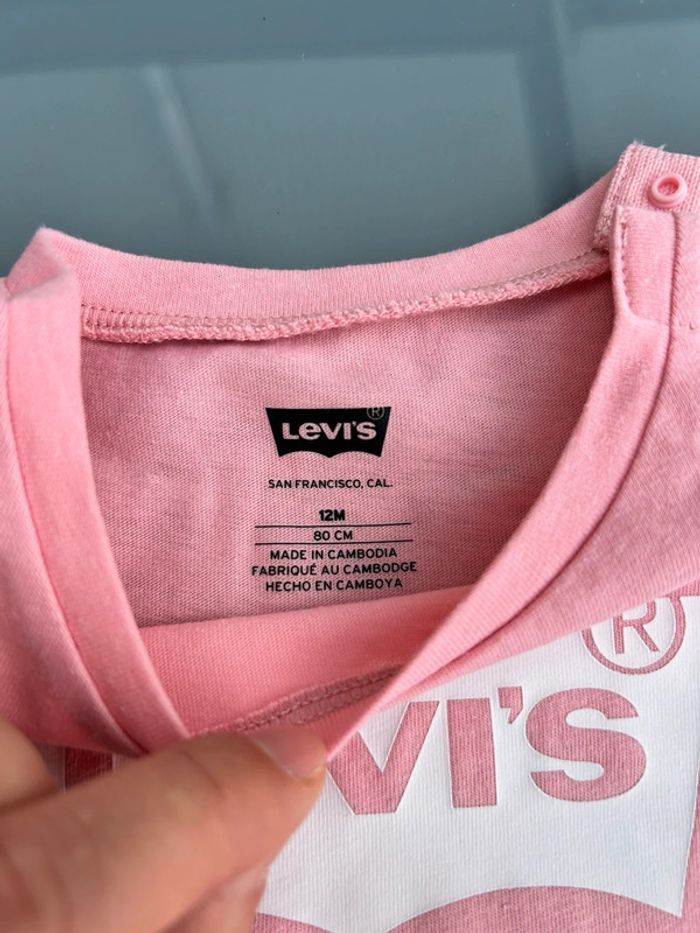 LEVI'S
®
SAN FRANCISCO, CAL.
12M
80 CM
MADE IN CAMBODIA
FABRIQUÉ AU CAMBODGE
HECHO EN CAMBOYA
®
VI'S